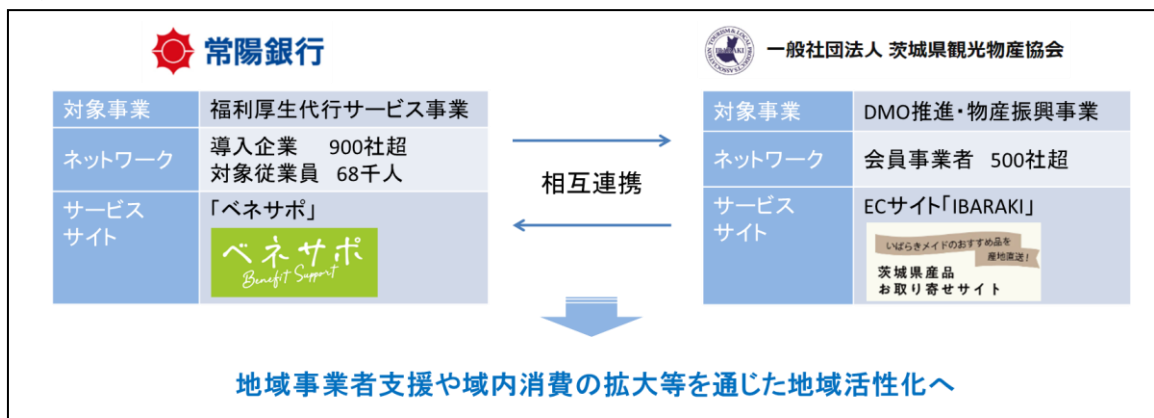 常陽銀行
対象事業 福利厚生代行サービス事業
ネットワーク 導入企業 900社超
対象従業員 68千人
サービス
サイト
「ベネサポ」
ベネサポ
Benefit Support
相互連携
TOURISM & LOCAL PRODUCTS ASSOCIATION
IBARAKI
一般社団法人 茨城県観光物産協会
対象事業 DMO推進・物産振興事業
ネットワーク 会員事業者 500社超
サービス
サイト
ECサイト「IBARAKI」
いばらきメイドのおすすめ品を
産地直送!
茨城県産品
お取り寄せサイト
地域事業者支援や域内消費の拡大等を通じた地域活性化へ